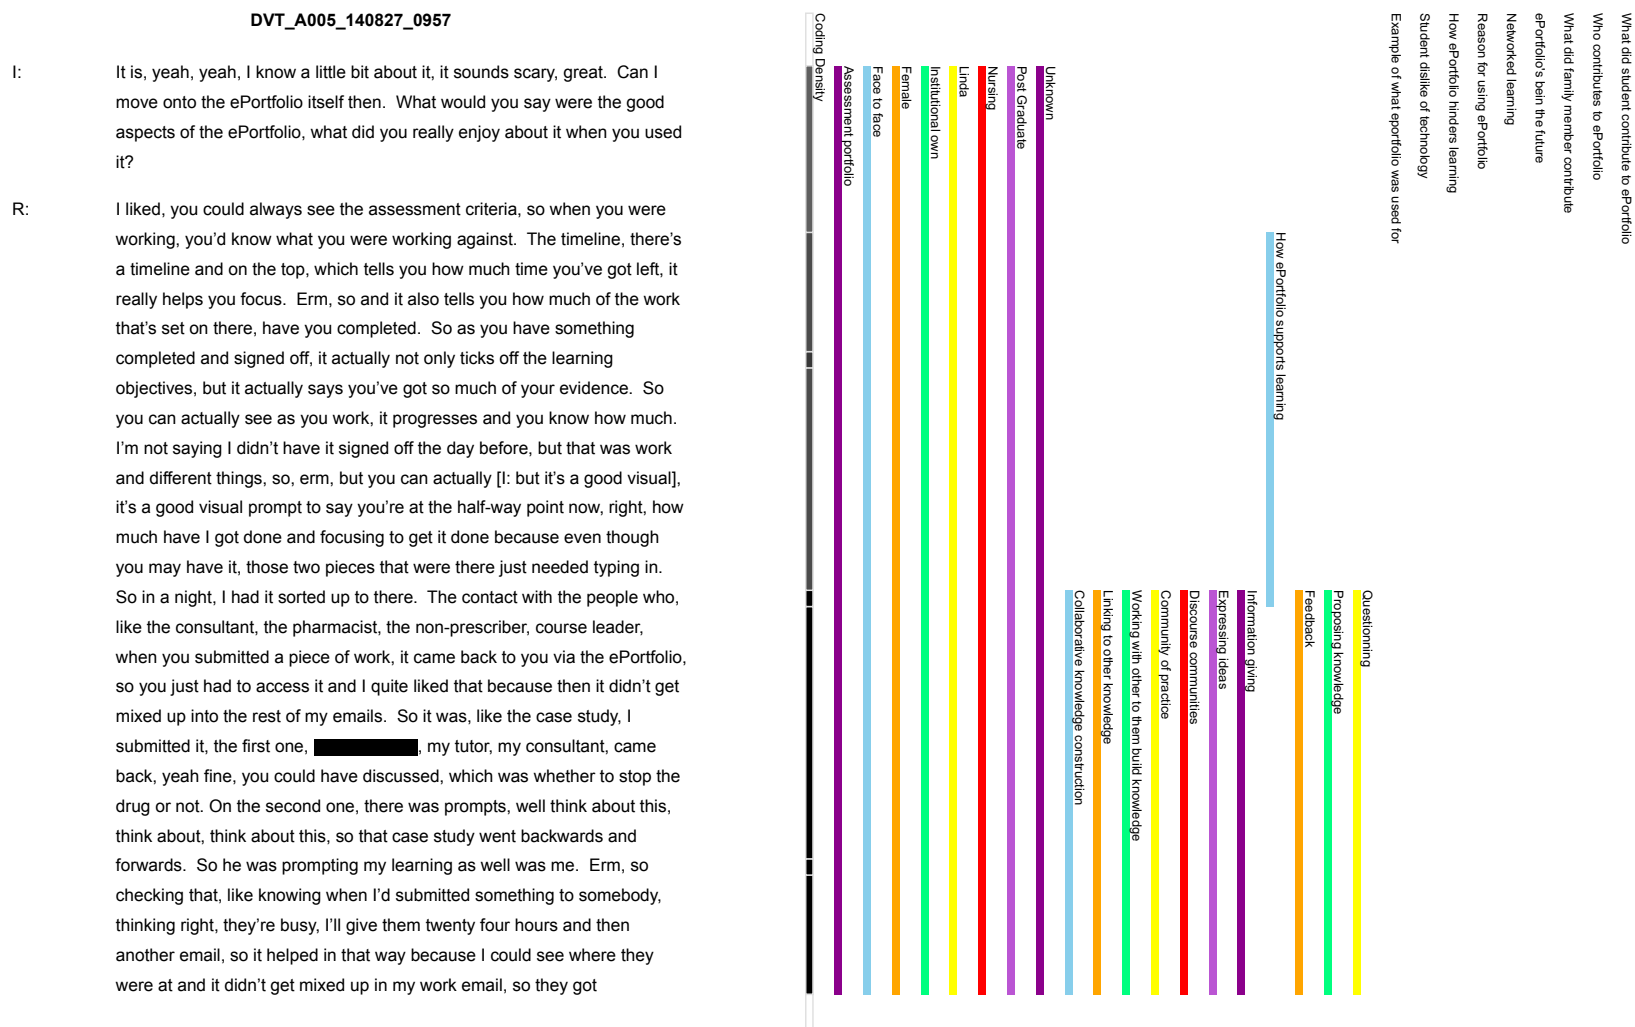 DVT_A005_140827_0957
I: It is, yeah, yeah, I know a little bit about it, it sounds scary, great. Can I
move onto the ePortfolio itself then. What would you say were the good
aspects of the ePortfolio, what did you really enjoy about it when you used
it?
R: I liked, you could always see the assessment criteria, so when you were
working, you’d know what you were working against. The timeline, there’s
a timeline and on the top, which tells you how much time you’ve got left, it
really helps you focus. Erm, so and it also tells you how much of the work
that’s set on there, have you completed. So as you have something
completed and signed off, it actually not only ticks off the learning
objectives, but it actually says you’ve got so much of your evidence. So
you can actually see as you work, it progresses and you know how much.
I’m not saying I didn’t have it signed off the day before, but that was work
and different things, so, erm, but you can actually [I: but it’s a good visual],
it’s a good visual prompt to say you’re at the half-way point now, right, how
much have I got done and focusing to get it done because even though
you may have it, those two pieces that were there just needed typing in.
So in a night, I had it sorted up to there. The contact with the people who,
like the consultant, the pharmacist, the non-prescriber, course leader,
when you submitted a piece of work, it came back to you via the ePortfolio,
so you just had to access it and I quite liked that because then it didn’t get
mixed up into the rest of my emails. So it was, like the case study, I
submitted it, the first one, , my tutor, my consultant, came
back, yeah fine, you could have discussed, which was whether to stop the
drug or not. On the second one, there was prompts, well think about this,
think about, think about this, so that case study went backwards and
forwards. So he was prompting my learning as well was me. Erm, so
checking that, like knowing when I’d submitted something to somebody,
thinking right, they’re busy, I’ll give them twenty four hours and then
another email, so it helped in that way because I could see where they
were at and it didn’t get mixed up in my work email, so they got
Coding Density
Assessment portfolio
Face to face
Female
Institutional own
Linda
Nursing
Post Graduate
Unknown
Collaborative knowledge construction
Linking to other knowledge
Working with other to them build knowledge
Community of practice
Discourse communities
Expressing ideas
Information giving
How ePortfolio supports learning
Feedback
Proposing knowledge
Questionning
Example of what eportfolio was used for
Student dislike of technology
How ePortfolio hinders learning
Reason for using ePortfolio
Networked learning
ePortfolio's bein the future
What did family member contribute
Who contributes to ePortfolio
What did student contribute to ePortfolio